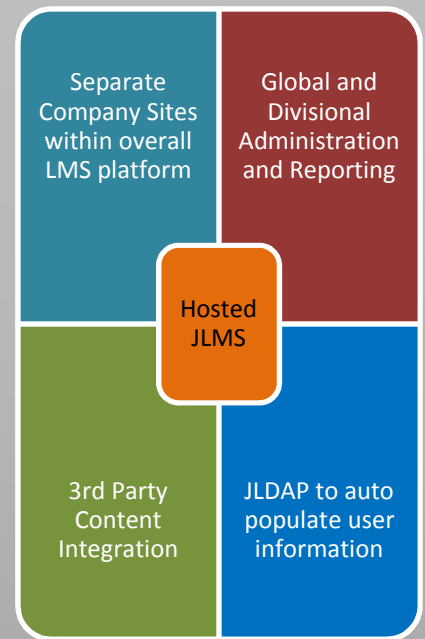 Separate
Company Sites
within overall
LMS platform
Global and
Divisional
Administration
and Reporting
Hosted
JLMS
3rd Party
Content
Integration
JLDAP to auto
populate user
information